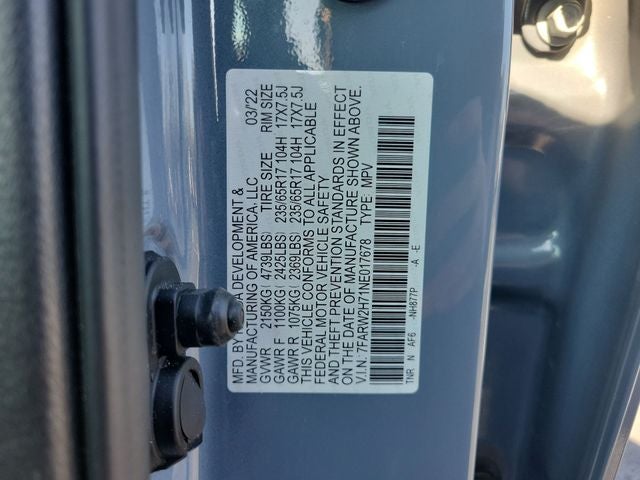 MFD. BY HONDA DEVELOPMENT &
MANUFACTURING OF AMERICA, LLC 03/22
GVWR 2150KG (4739LBS) TIRE SIZE RIM SIZE
GAWR F 1100KG (2425LBS) 235/65R17 104H 17X7.5J
GAWR R 1075KG (2369LBS) 235/65R17 104H 17X7.5J
THIS VEHICLE CONFORMS TO ALL APPLICABLE
FEDERAL MOTOR VEHICLE SAFETY
AND THEFT PREVENTION STANDARDS IN EFFECT
ON THE DATE OF MANUFACTURE SHOWN ABOVE.
V.I.N: 7FARW2H71NE017678 TYPE: MPV
TNR N AF6 -NH877P -A -E